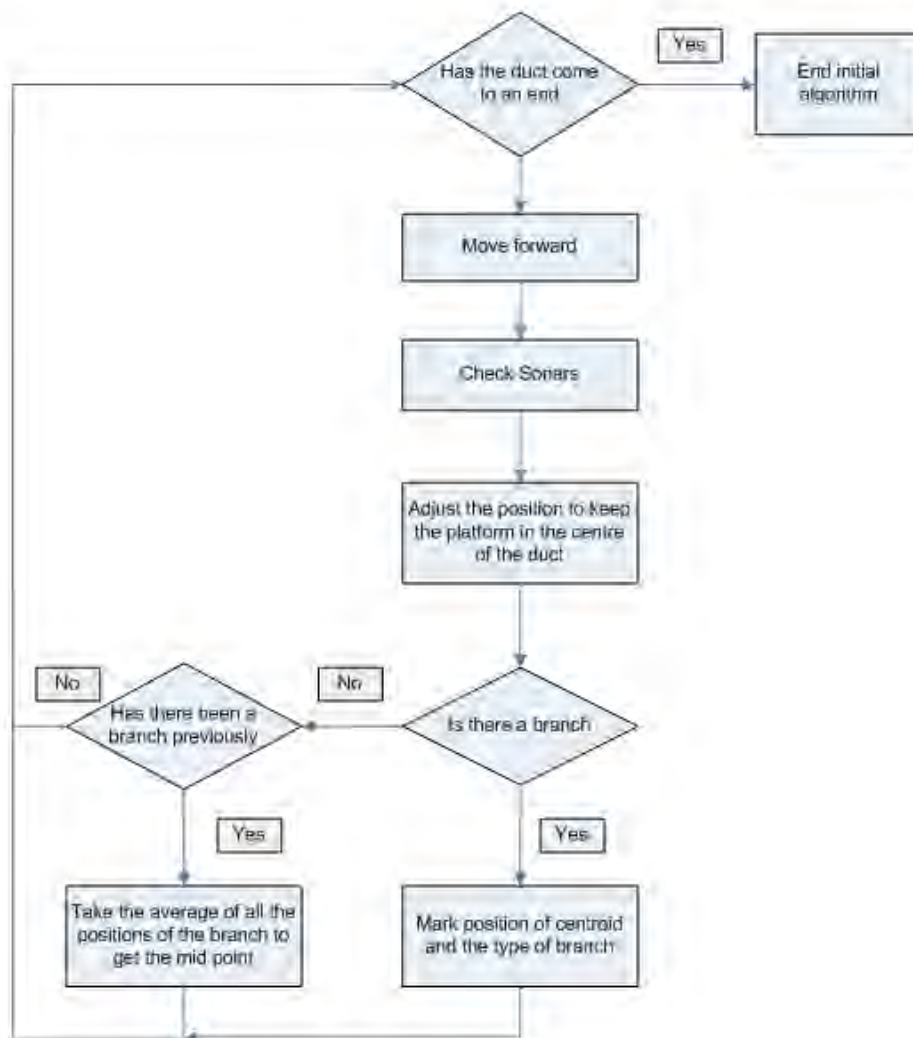 Has the duct come
to an end
Yes
End initial
algorithm
Move forward
Check Sonars
Adjust the position to keep
the platform in the centre
of the duct
No
Has there been a
branch previously
No
Is there a branch
Yes
Yes
Take the average of all the
positions of the branch to
get the mid point
Mark position of centroid
and the type of branch